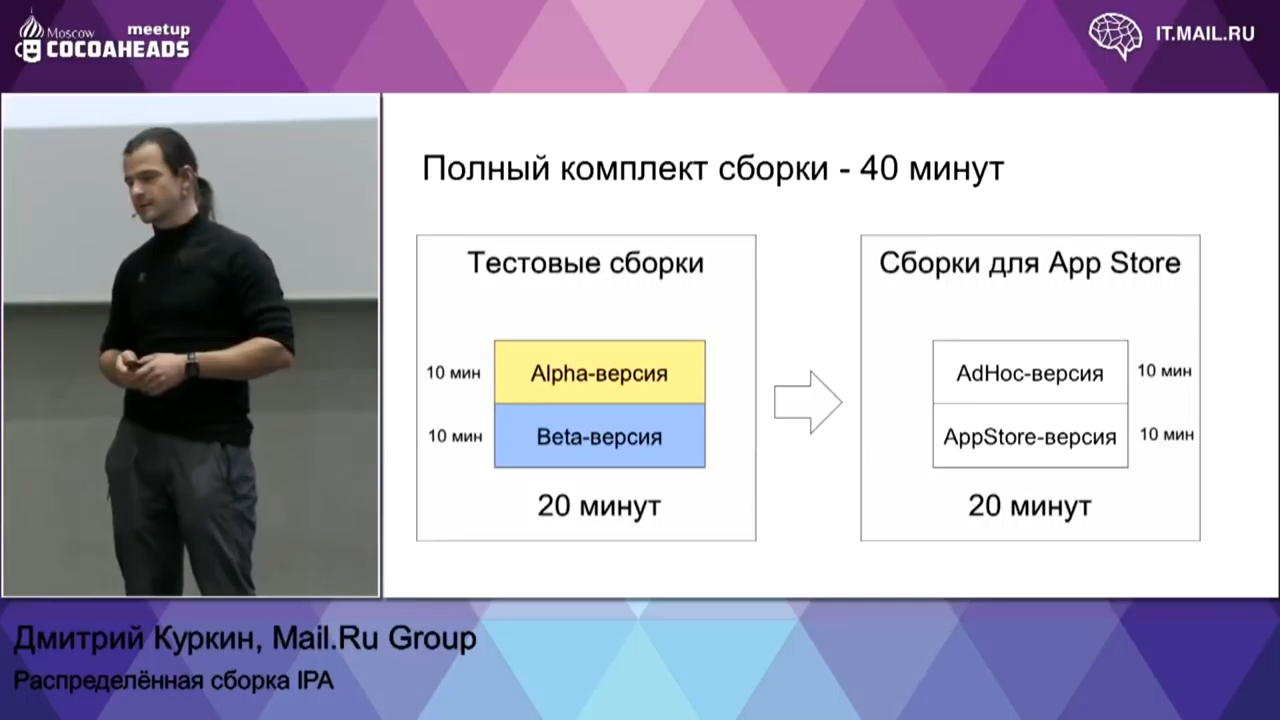 Moscow meetup
COCOAHEADS
IT.MAIL.RU
Полный комплект сборки - 40 минут
Тестовые сборки
10 мин Alpha-версия
10 мин Beta-версия
20 минут
Сборки для App Store
AdHoc-версия 10 мин
AppStore-версия 10 мин
20 минут
Дмитрий Куркин, Mail.Ru Group
Распределённая сборка IPA